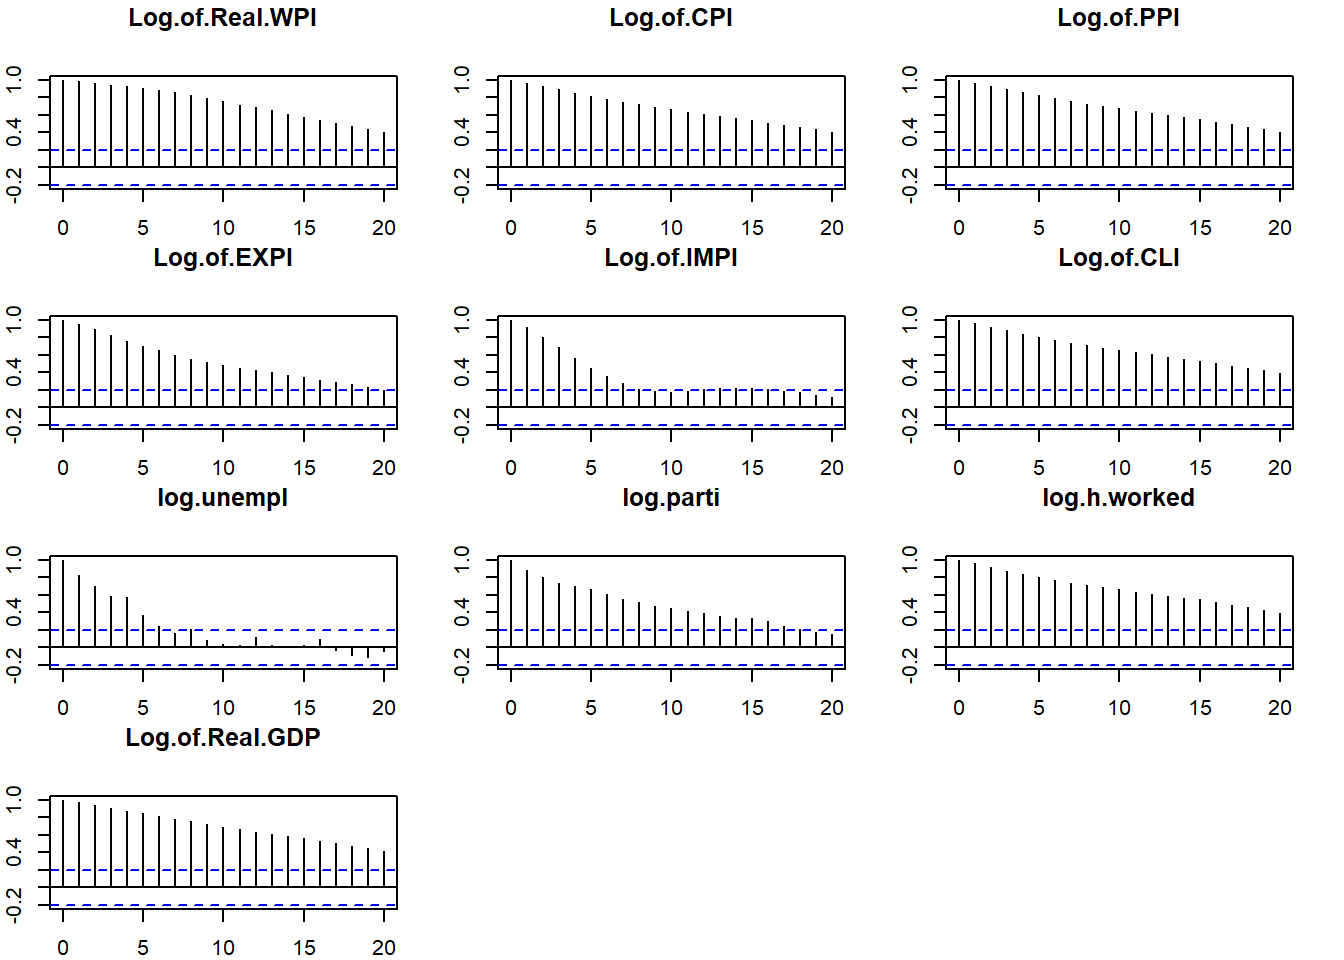 Log.of.Real.WPI Log.of.CPI Log.of.PPI
1.0 1.0 1.0
0.4 0.4 0.4
-0.2 -0.2 -0.2
0 5 10 15 20 0 5 10 15 20 0 5 10 15 20
Log.of.EXPI Log.of.IMPI Log.of.CLI
1.0 1.0 1.0
0.4 0.4 0.4
-0.2 -0.2 -0.2
0 5 10 15 20 0 5 10 15 20 0 5 10 15 20
log.unempl log.parti log.h.worked
1.0 1.0 1.0
0.4 0.4 0.4
-0.2 -0.2 -0.2
0 5 10 15 20 0 5 10 15 20 0 5 10 15 20
Log.of.Real.GDP
1.0
0.4
-0.2
0 5 10 15 20